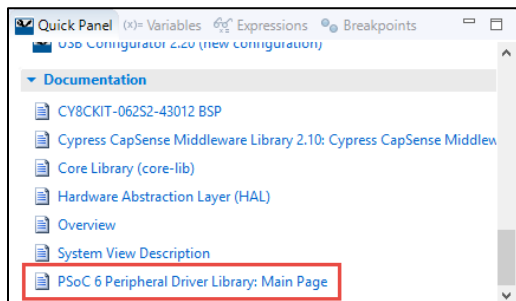 Quick Panel (x)= Variables Expressions Breakpoints
USB Configurator 2.20 (new configuration)
Documentation
CY8CKIT-062S2-43012 BSP
Cypress CapSense Middleware Library 2.10: Cypress CapSense Middlew
Core Library (core-lib)
Hardware Abstraction Layer (HAL)
Overview
System View Description
PSoC 6 Peripheral Driver Library: Main Page